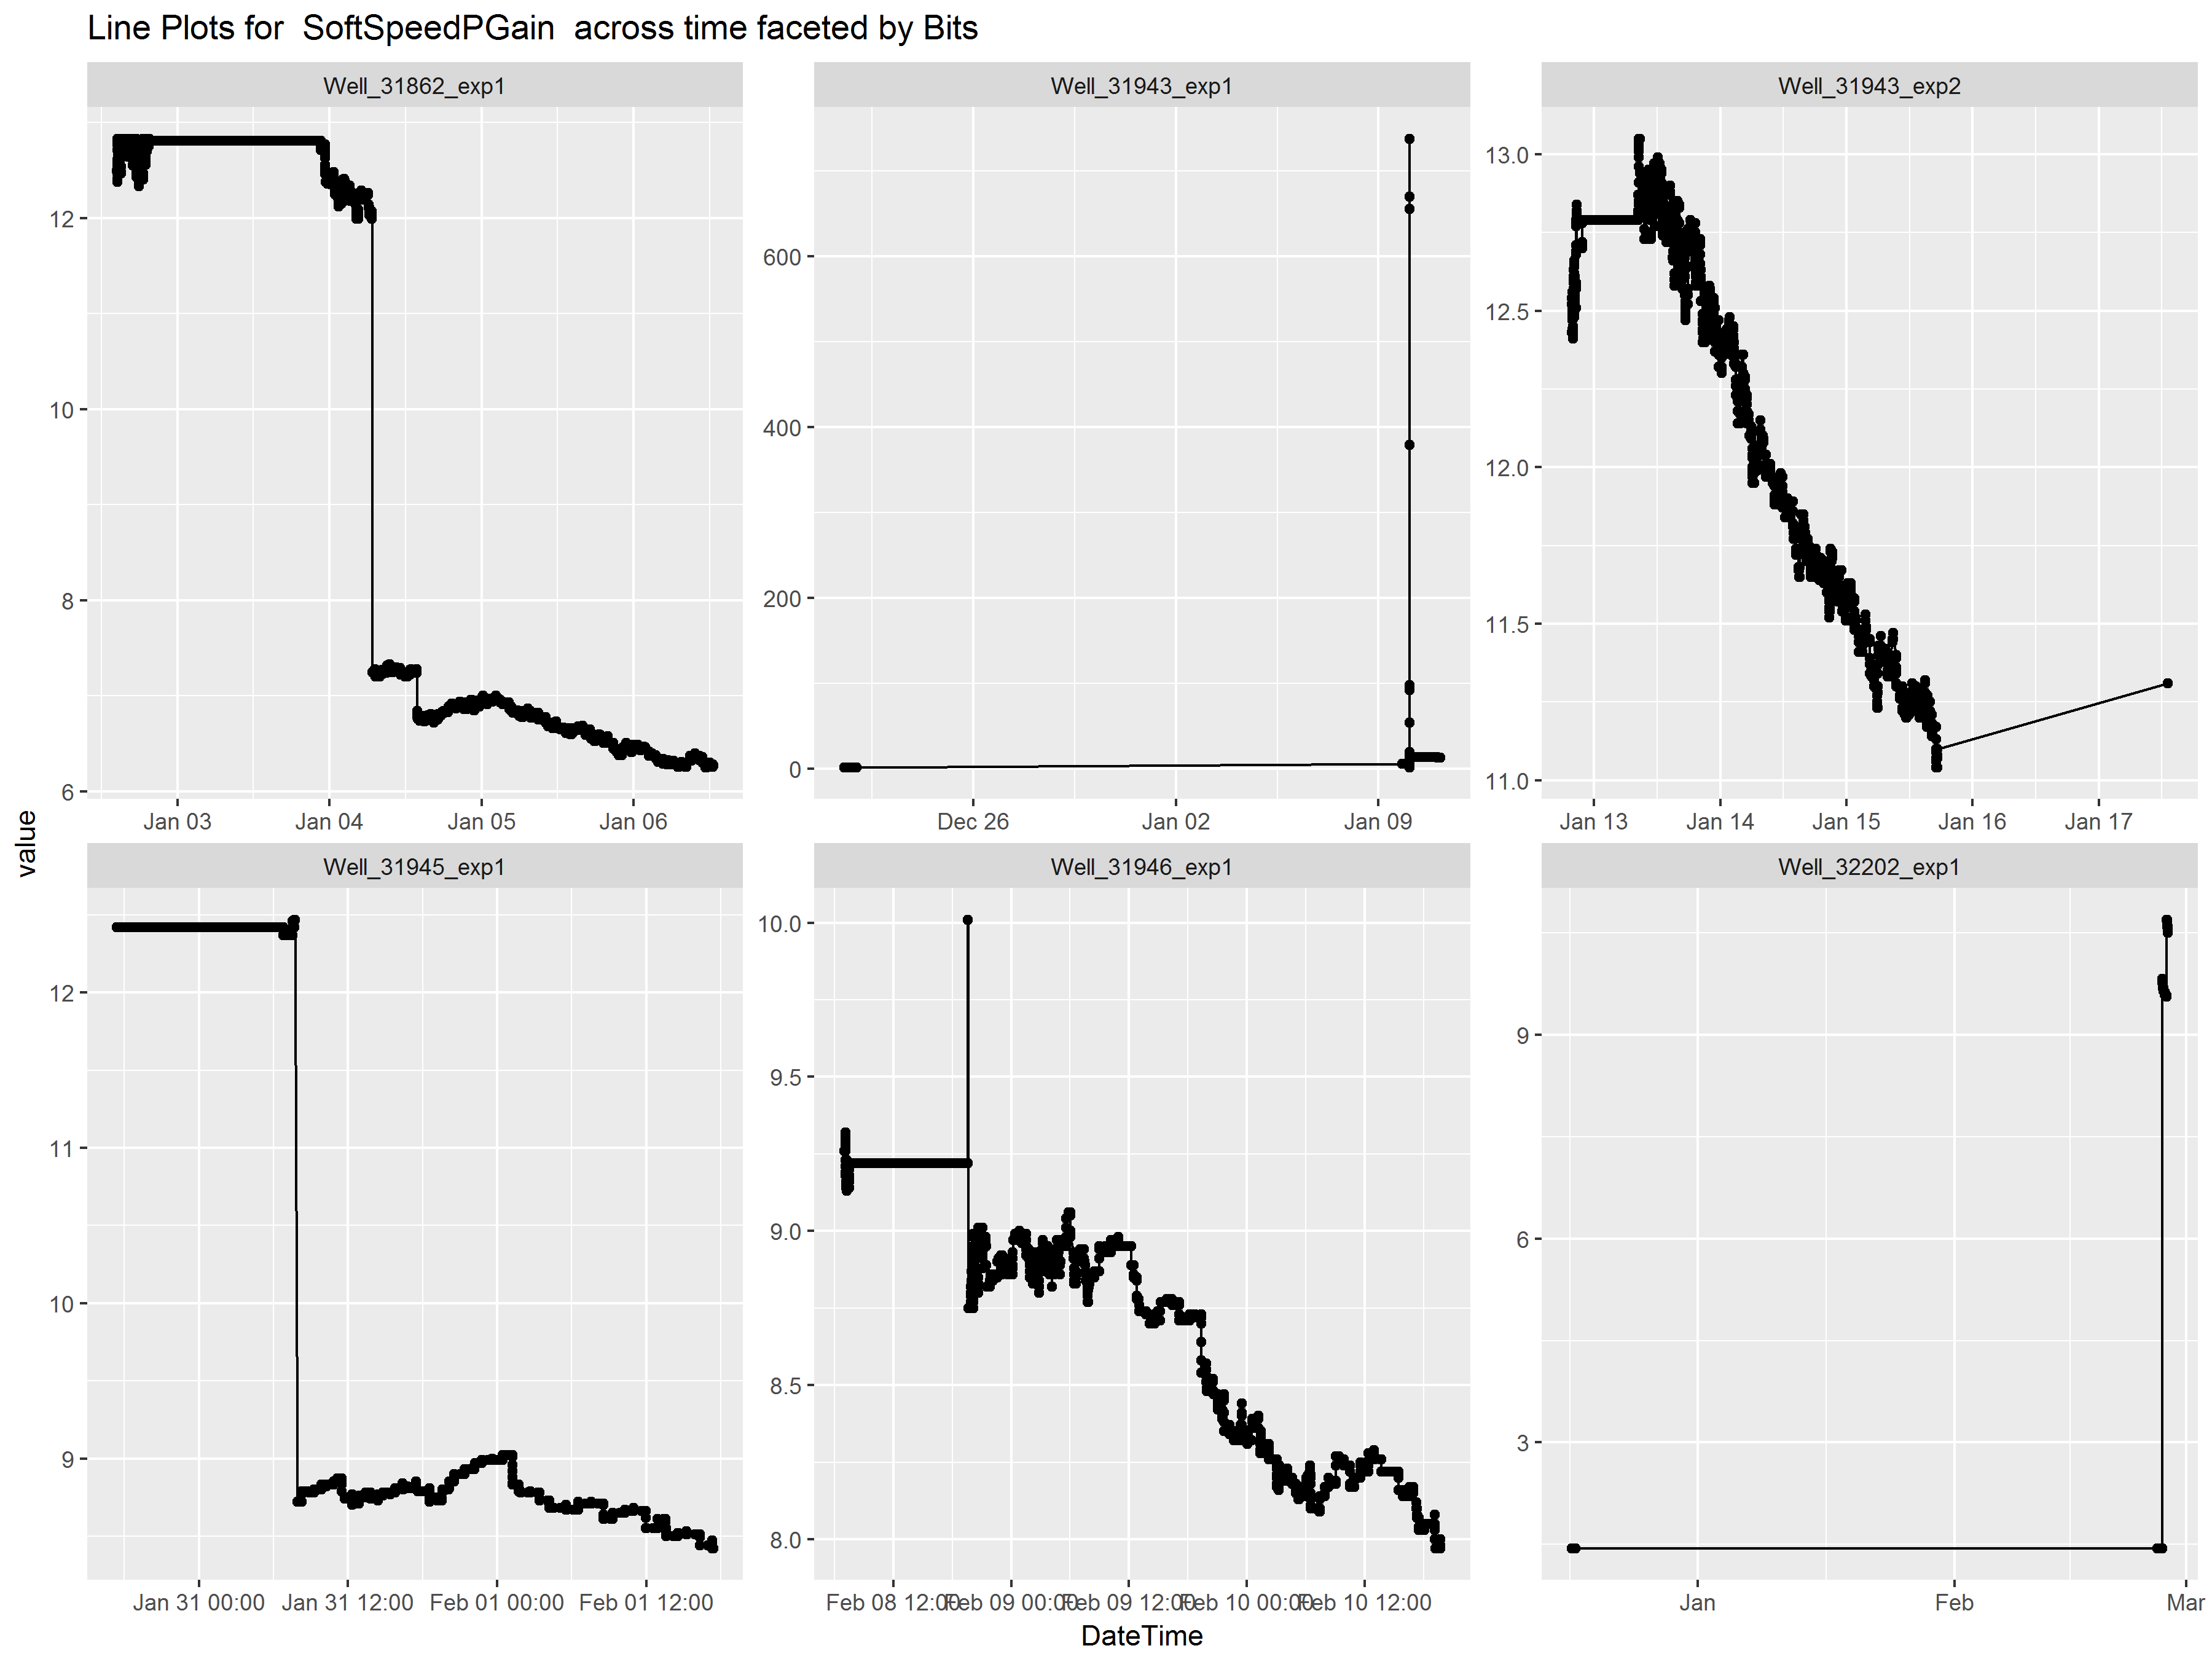 Line Plots for  SoftSpeedPGain  across time faceted by Bits
Well_31862_exp1
Well_31943_exp1
Well_31943_exp2
12
10
8
6
Jan 03 Jan 04 Jan 05 Jan 06
600
400
200
0
Dec 26 Jan 02 Jan 09
13.0
12.5
12.0
11.5
11.0
Jan 13 Jan 14 Jan 15 Jan 16 Jan 17
value
Well_31945_exp1
Well_31946_exp1
Well_32202_exp1
12
11
10
9
Jan 31 00:00 Jan 31 12:00 Feb 01 00:00 Feb 01 12:00
10.0
9.5
9.0
8.5
8.0
Feb 08 12:00 Feb 09 00:00 Feb 09 12:00 Feb 10 00:00 Feb 10 12:00
9
6
3
Jan Feb Mar
DateTime